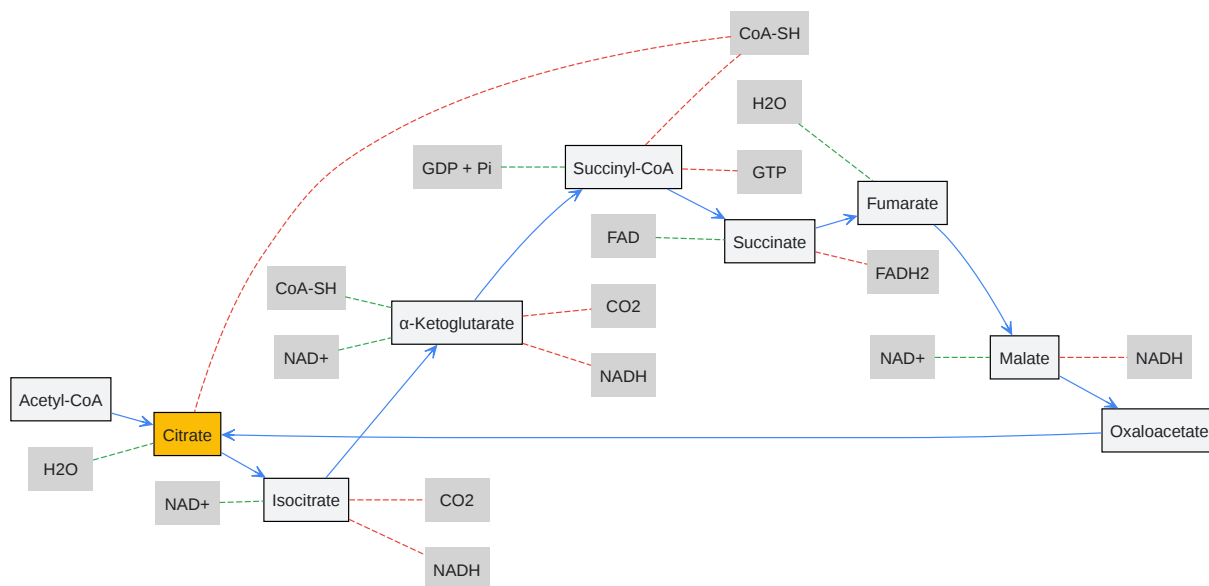 CoA-SH
H2O
GDP + Pi
Succinyl-CoA
GTP
Fumarate
FAD
Succinate
FADH2
CoA-SH
α-Ketoglutarate
CO2
NAD+
NADH
NAD+
Malate
NADH
Acetyl-CoA
Citrate
Oxaloacetate
H2O
NAD+
Isocitrate
CO2
NADH